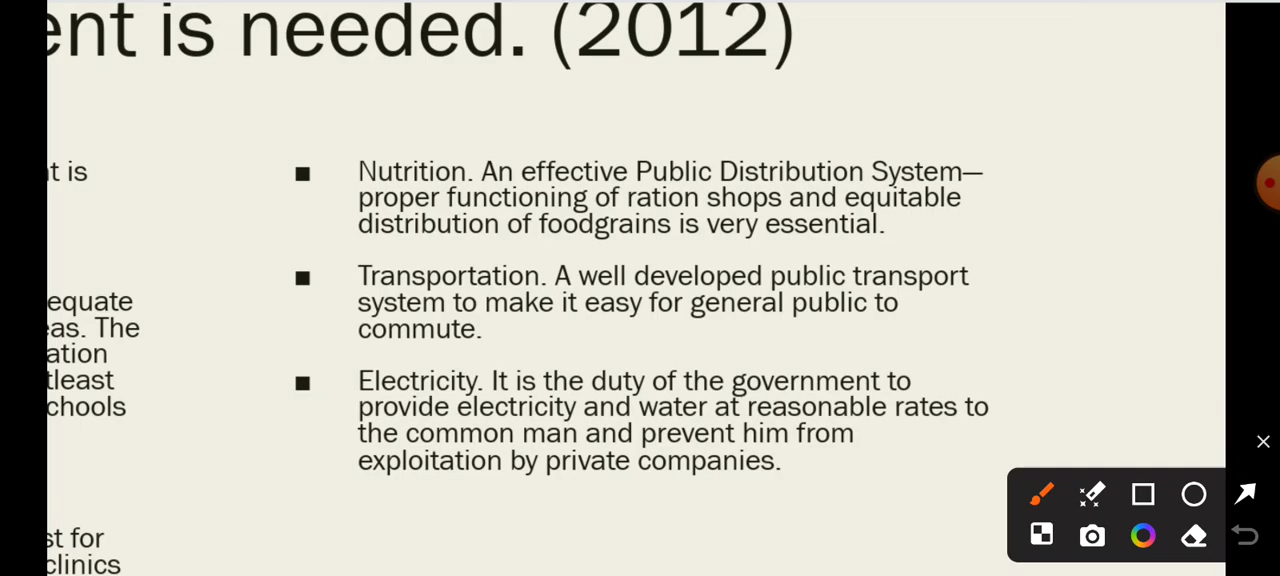 ent is needed. (2012)
t is
equate
eas. The
ation
tleast
chools
st for
clinics
■ Nutrition. An effective Public Distribution System—
proper functioning of ration shops and equitable
distribution of foodgrains is very essential.
■ Transportation. A well developed public transport
system to make it easy for general public to
commute.
■ Electricity. It is the duty of the government to
provide electricity and water at reasonable rates to
the common man and prevent him from
exploitation by private companies.